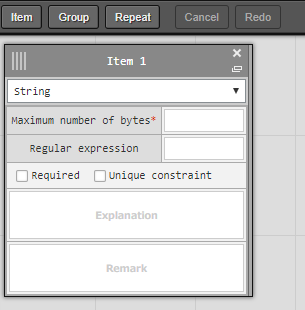 Item Group Repeat Cancel Redo
Item 1
String
Maximum number of bytes*
Regular expression
Required Unique constraint
Explanation
Remark